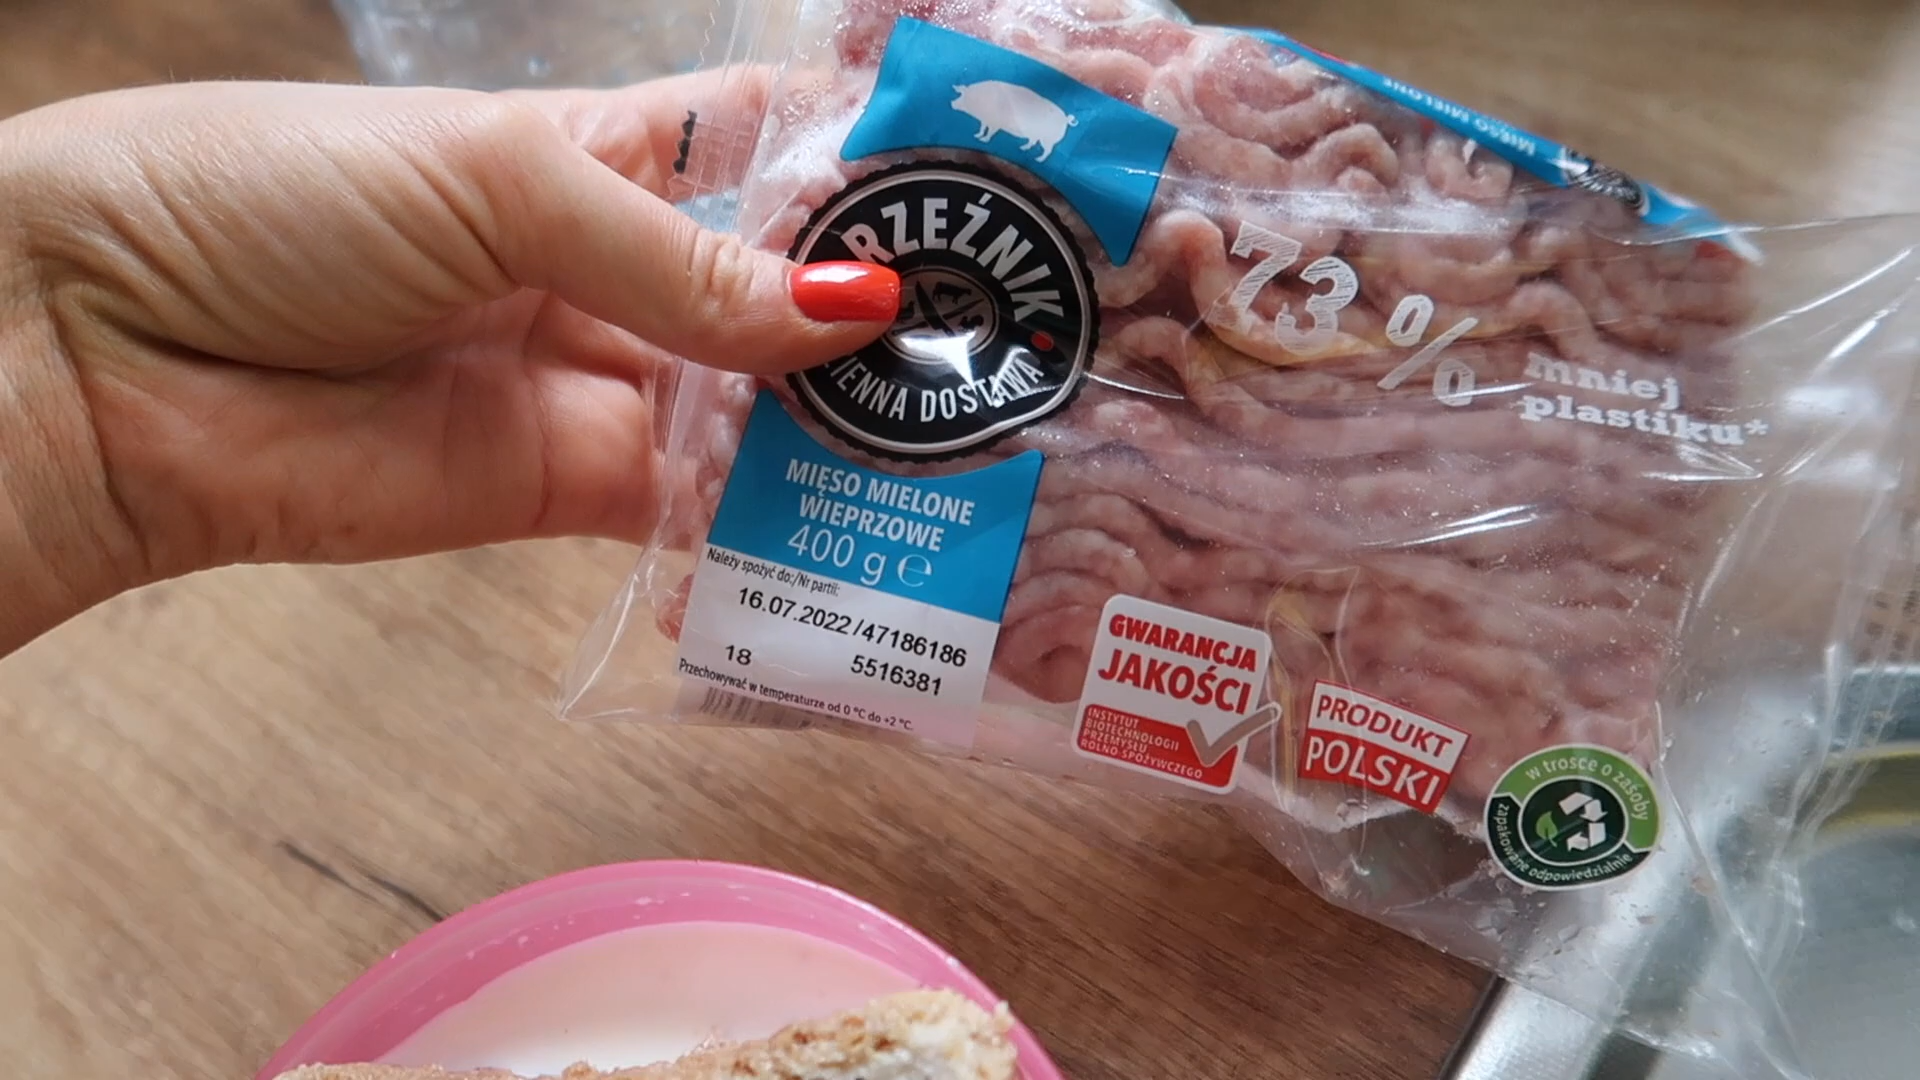 RZEŹNIK
DOSTAWA
73%
mniej
plastiku*
MIĘSO MIELONE
MIĘSO MIELONE
WIEPRZOWE
400 g ℮
Należy spożyć do:/Nr partii:
16.07.2022/47186186
18 5516381
Przechowywać w temperaturze od 0 °C do +2 °C.
GWARANCJA
JAKOŚCI
INSTYTUT
BIOTECHNOLOGII
PRZEMYSŁU
ROLNO-SPOŻYWCZEGO
PRODUKT
POLSKI
w trosce o zasoby
zapakowane odpowiedzialnie